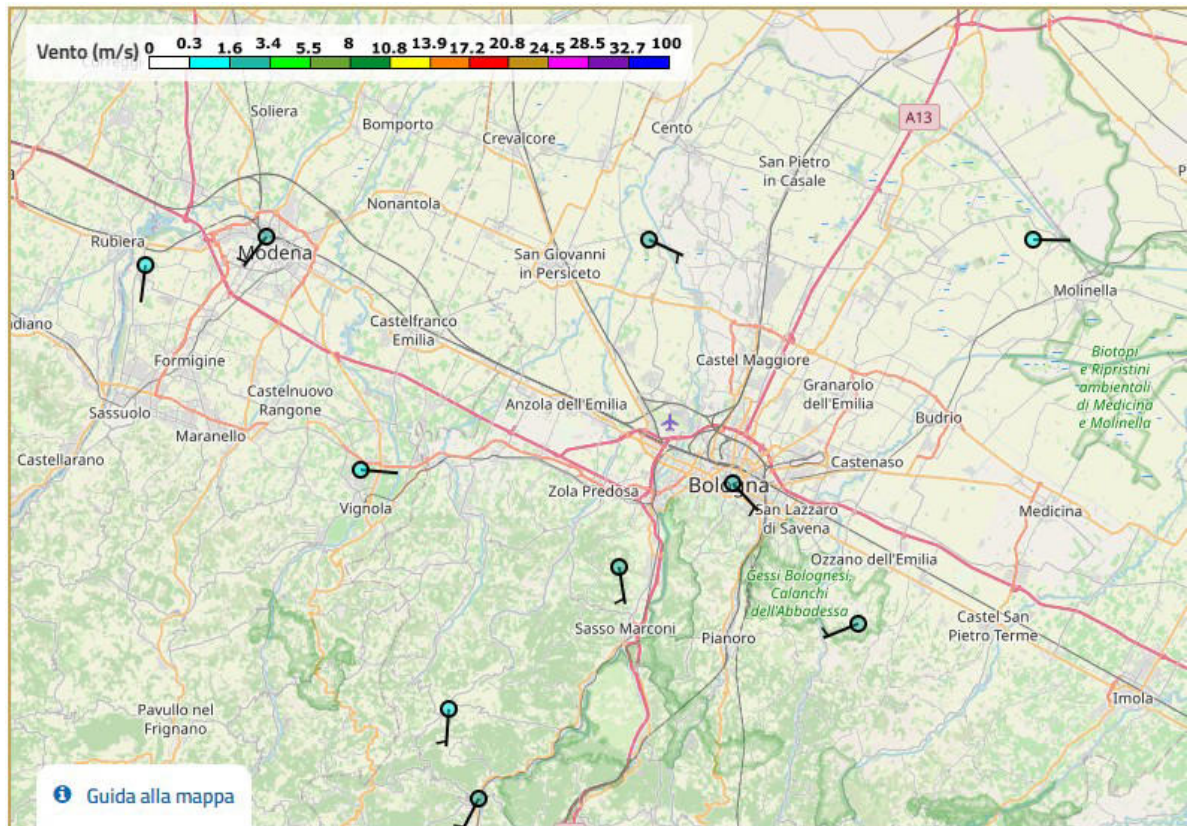 Vento (m/s) 0 0.3 1.6 3.4 5.5 8 10.8 13.9 17.2 20.8 24.5 28.5 32.7 100
Soliera
Bomporto
Crevalcore
Cento
A13
San Pietro
in Casale
Nonantola
Rubiera
Modena
San Giovanni
in Persiceto
Molinella
Castelfranco
Emilia
Formigine
Castel Maggiore
Biotopi
e Ripristini
ambientali
di Medicina
e Molinella
Castelnuovo
Rangone
Granarolo
dell'Emilia
Sassuolo
Anzola dell'Emilia
Budrio
Maranello
Castellarano
Castenaso
Zola Predosa
Bologna
Vignola
San Lazzaro
di Savena
Medicina
Ozzano dell'Emilia
Gessi Bolognesi,
Calanchi
dell'Abbadessa
Castel San
Pietro Terme
Sasso Marconi
Pianoro
Imola
Pavullo nel
Frignano
Guida alla mappa